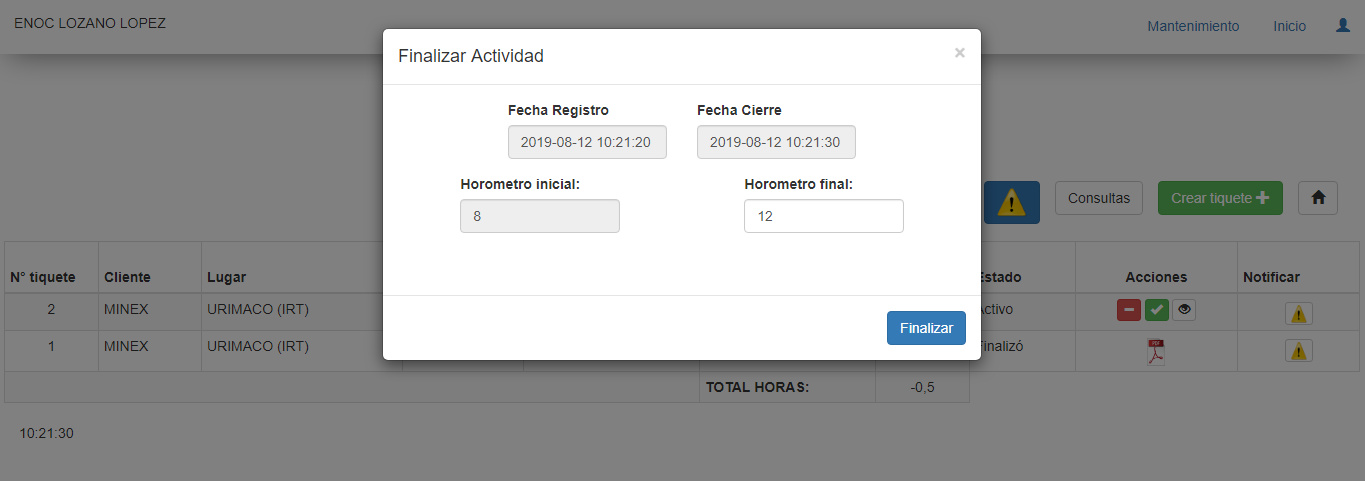 ENOC LOZANO LOPEZ
Mantenimiento Inicio
Finalizar Actividad ×
Fecha Registro Fecha Cierre
2019-08-12 10:21:20 2019-08-12 10:21:30
Horometro inicial: Horometro final:
8 12
Consultas Crear tiquete
Finalizar
N° tiquete Cliente Lugar Estado Acciones Notificar
2 MINEX URIMACO (IRT) Activo
1 MINEX URIMACO (IRT) Finalizó
TOTAL HORAS: -0,5
10:21:30